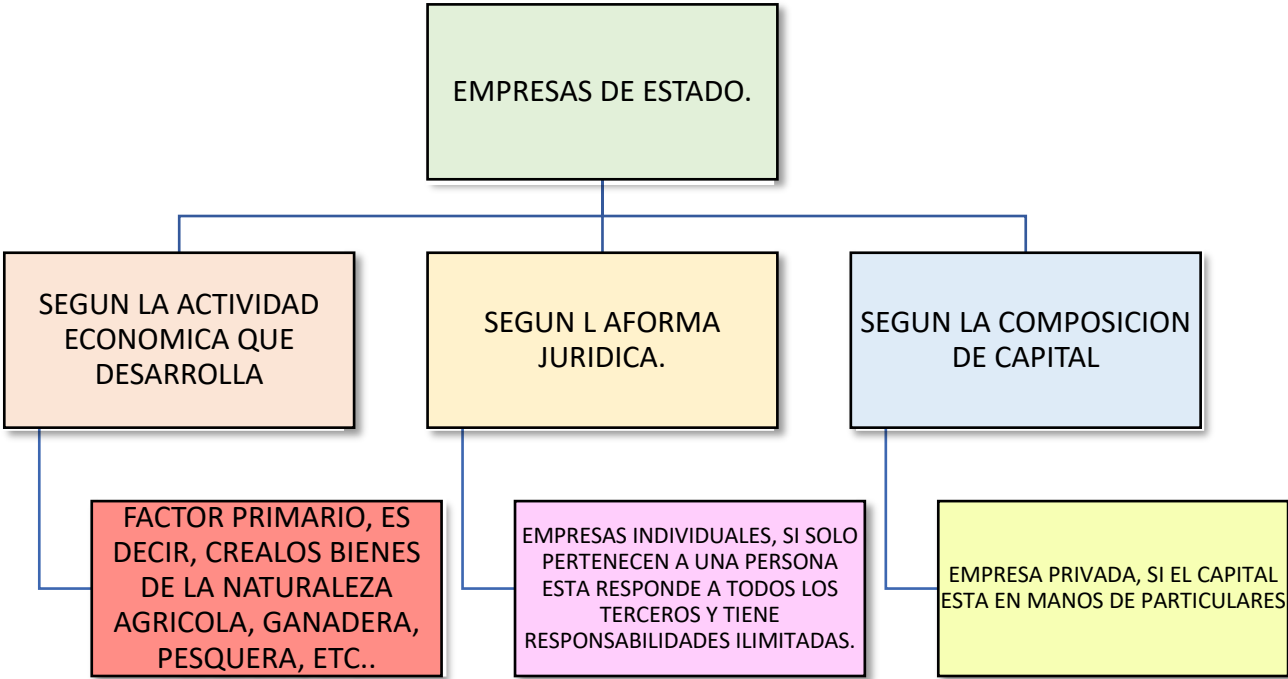 EMPRESAS DE ESTADO.
SEGUN LA ACTIVIDAD
ECONOMICA QUE
DESARROLLA
SEGUN L AFORMA
JURIDICA.
SEGUN LA COMPOSICION
DE CAPITAL
FACTOR PRIMARIO, ES
DECIR, CREALOS BIENES
DE LA NATURALEZA
AGRICOLA, GANADERA,
PESQUERA, ETC..
EMPRESAS INDIVIDUALES, SI SOLO
PERTENECEN A UNA PERSONA
ESTA RESPONDE A TODOS LOS
TERCEROS Y TIENE
RESPONSABILIDADES ILIMITADAS.
EMPRESA PRIVADA, SI EL CAPITAL
ESTA EN MANOS DE PARTICULARES